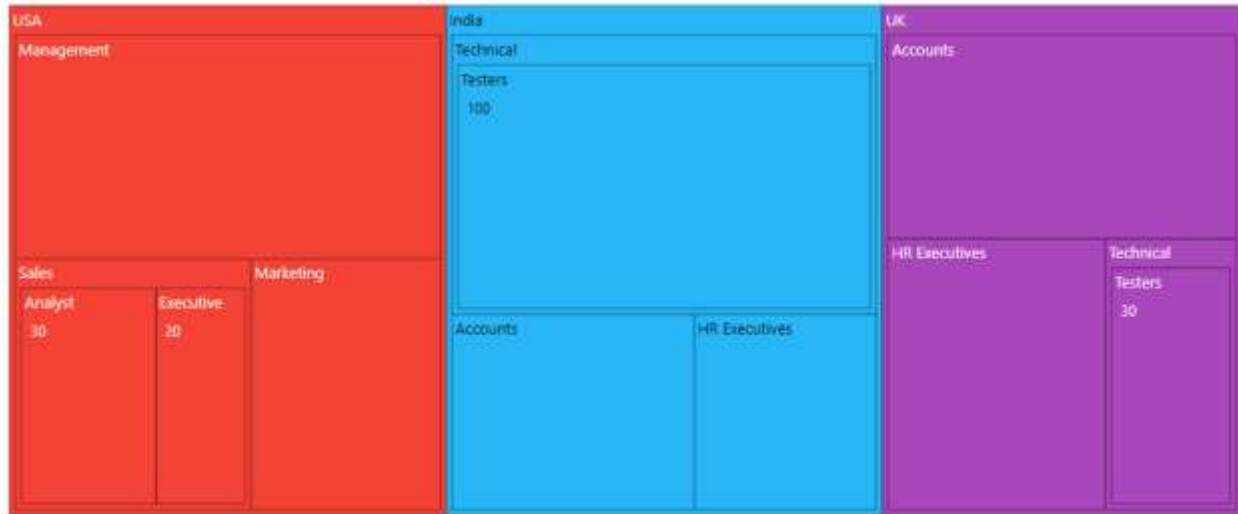 USA
Management
Sales
Analyst
30
Executive
20
Marketing
India
Technical
Testers
100
Accounts
HR Executives
UK
Accounts
HR Executives
Technical
Testers
30